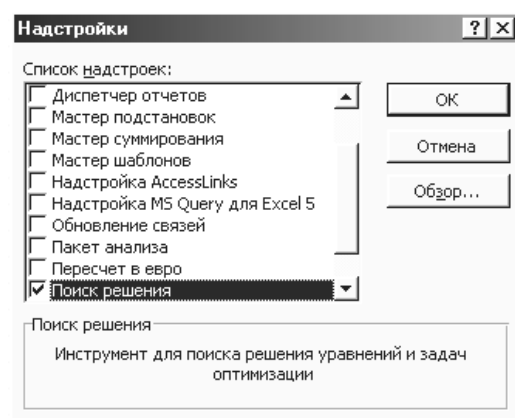 Надстройки
Список надстроек:
Диспетчер отчетов
Мастер подстановок
Мастер суммирования
Мастер шаблонов
Надстройка AccessLinks
Надстройка MS Query для Excel 5
Обновление связей
Пакет анализа
Пересчет в евро
Поиск решения
ОК
Отмена
Обзор...
Поиск решения
Инструмент для поиска решения уравнений и задач
оптимизации